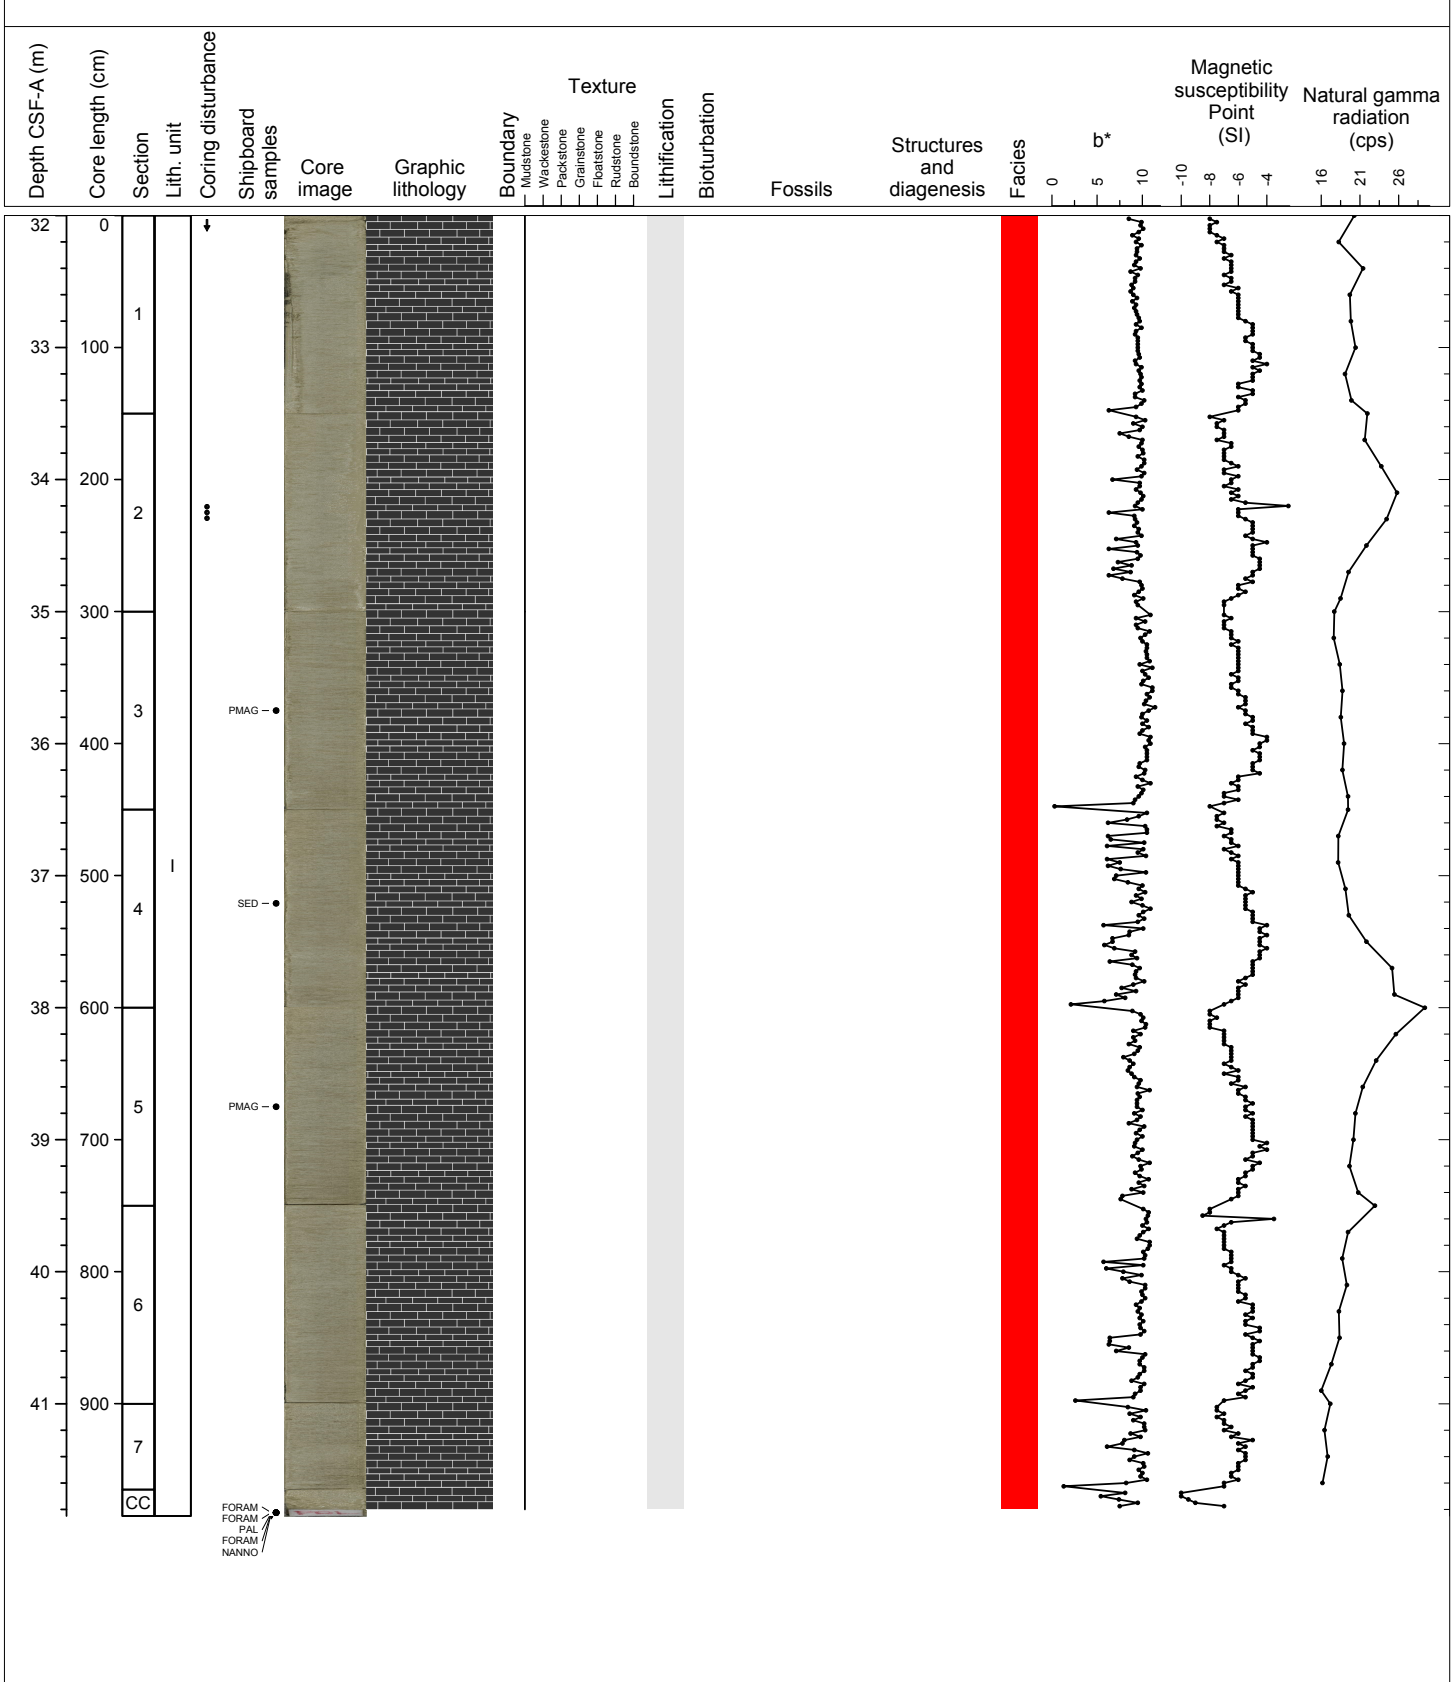 Depth CSF-A (m)
Core length (cm)
Section
Lith. unit
Coring disturbance
Shipboard
samples
Core
image
Graphic
lithology
Boundary
Texture
Mudstone
Wackestone
Packstone
Grainstone
Floatstone
Rudstone
Boundstone
Lithification
Bioturbation
Fossils
Structures
and
diagenesis
Facies
b*
0 5 10
Magnetic
susceptibility
Point
(SI)
-10 -8 -6 -4
Natural gamma
radiation
(cps)
16 21 26
32 0
1
33 100
34 200
2
35 300
PMAG
3
36 400
I
37 500
SED
4
38 600
PMAG
5
39 700
40 800
6
41 900
7
CC
FORAM
FORAM
PAL
FORAM
NANNO